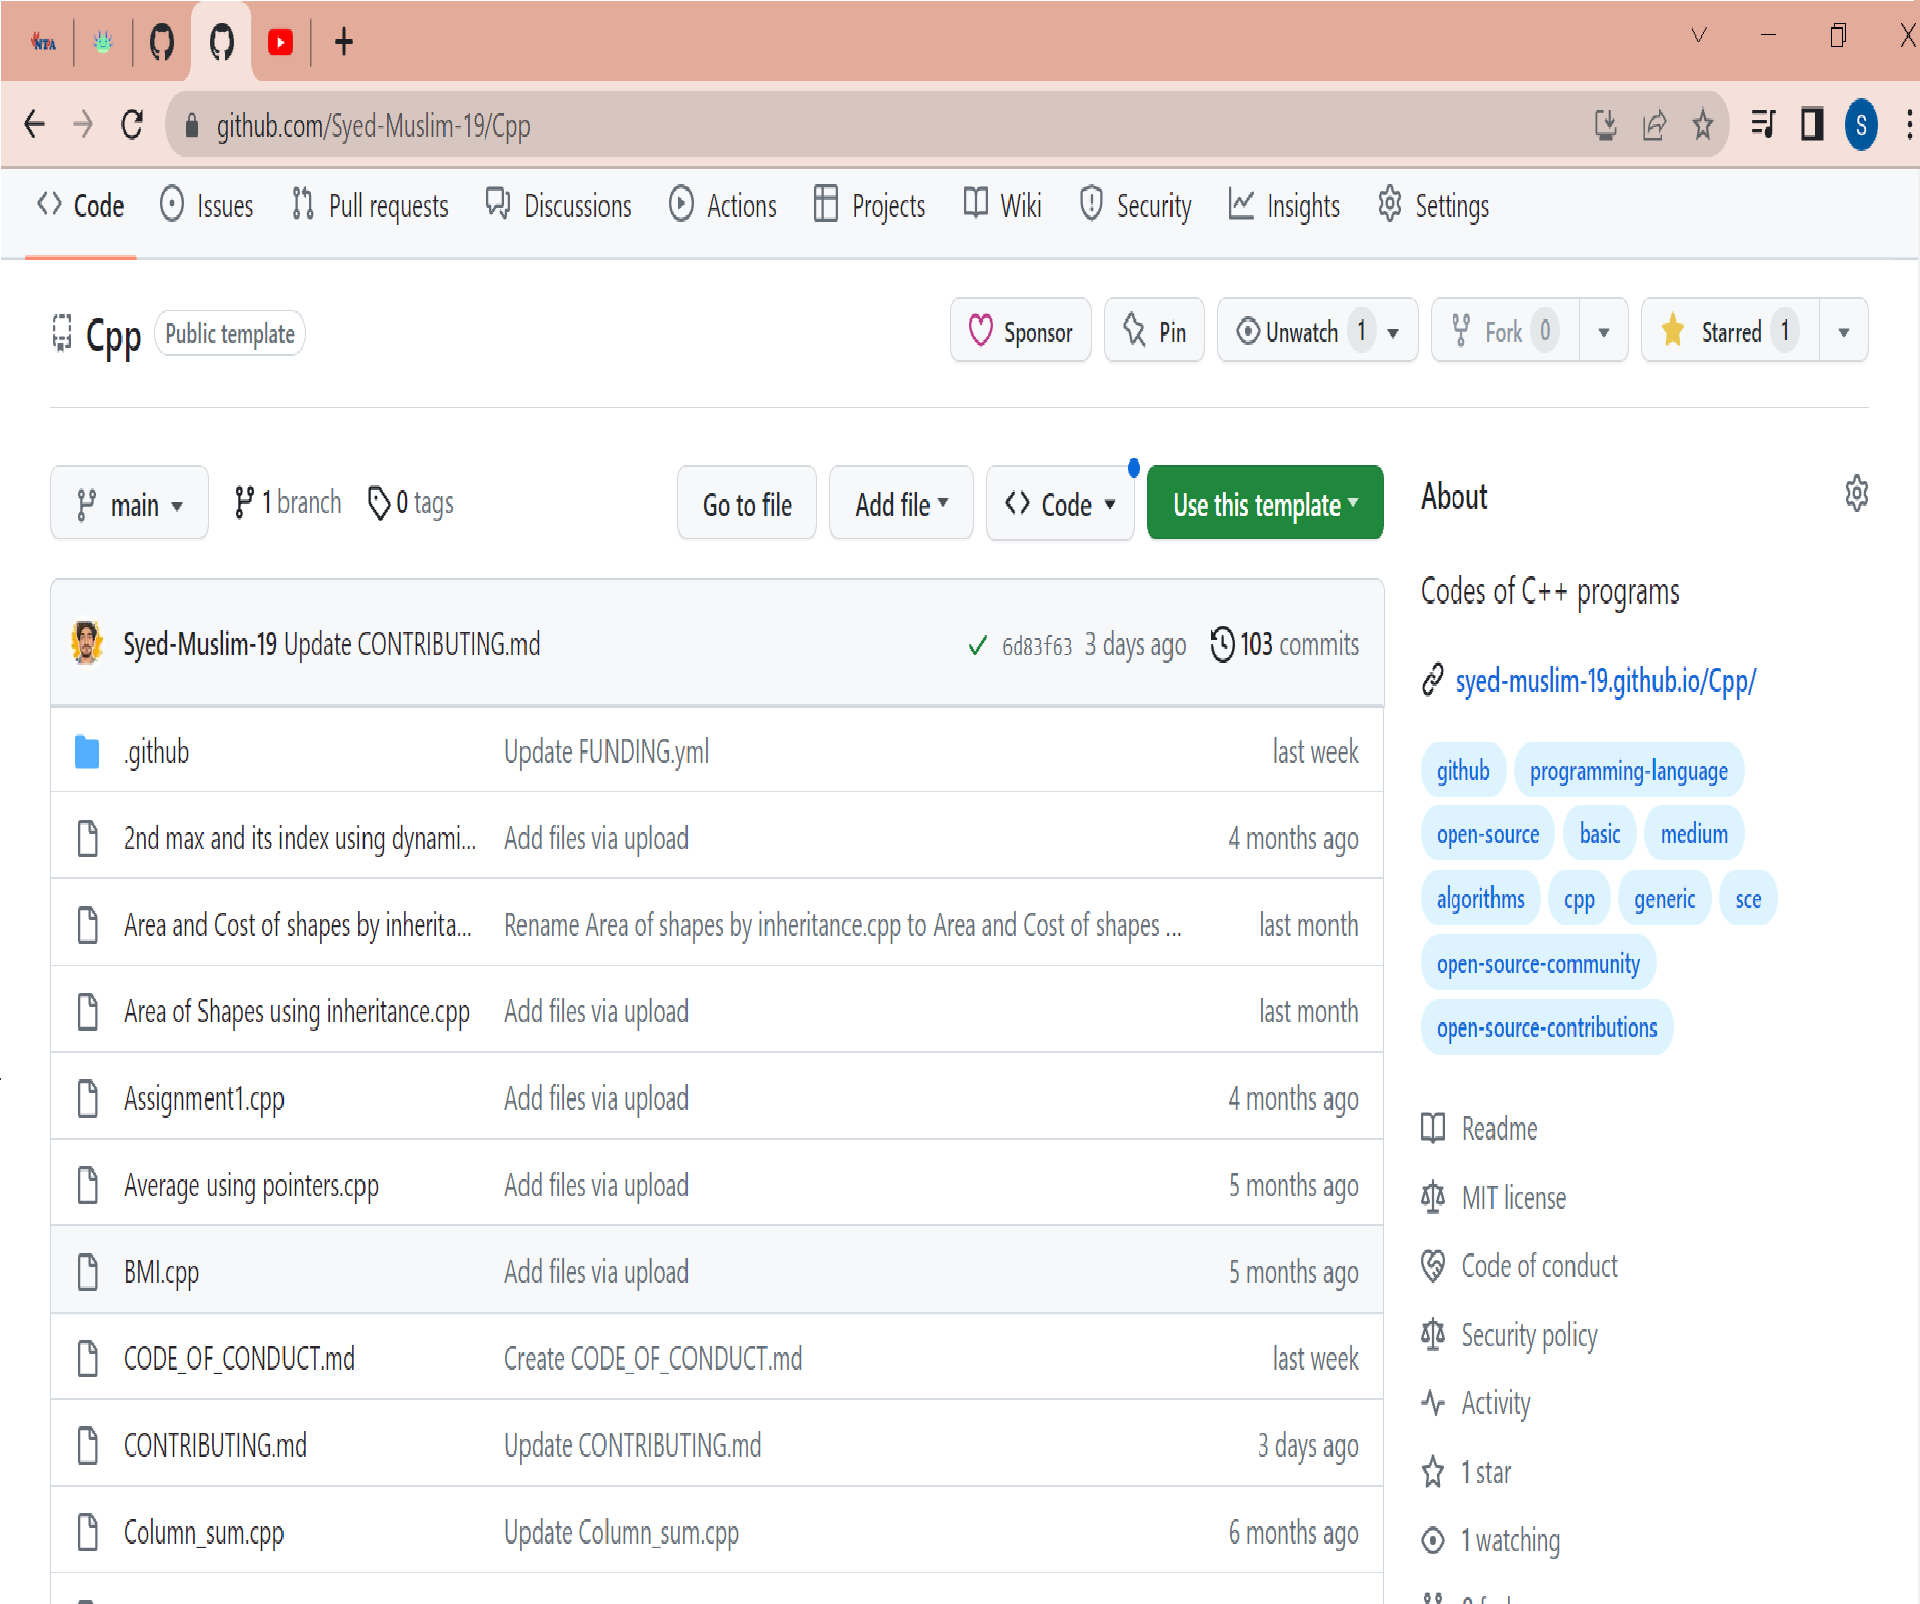 NTA
github.com/Syed-Muslim-19/Cpp
S
Code Issues Pull requests Discussions Actions Projects Wiki Security Insights Settings
Cpp Public template
Sponsor Pin Unwatch 1 Fork 0 Starred 1
main 1 branch 0 tags Go to file Add file Code Use this template
Syed-Muslim-19 Update CONTRIBUTING.md 6d83f63 3 days ago 103 commits
.github Update FUNDING.yml last week
2nd max and its index using dynami... Add files via upload 4 months ago
Area and Cost of shapes by inherita... Rename Area of shapes by inheritance.cpp to Area and Cost of shapes ... last month
Area of Shapes using inheritance.cpp Add files via upload last month
Assignment1.cpp Add files via upload 4 months ago
Average using pointers.cpp Add files via upload 5 months ago
BMI.cpp Add files via upload 5 months ago
CODE_OF_CONDUCT.md Create CODE_OF_CONDUCT.md last week
CONTRIBUTING.md Update CONTRIBUTING.md 3 days ago
Column_sum.cpp Update Column_sum.cpp 6 months ago
About
Codes of C++ programs
syed-muslim-19.github.io/Cpp/
github programming-language
open-source basic medium
algorithms cpp generic sce
open-source-community
open-source-contributions
Readme
MIT license
Code of conduct
Security policy
Activity
1 star
1 watching